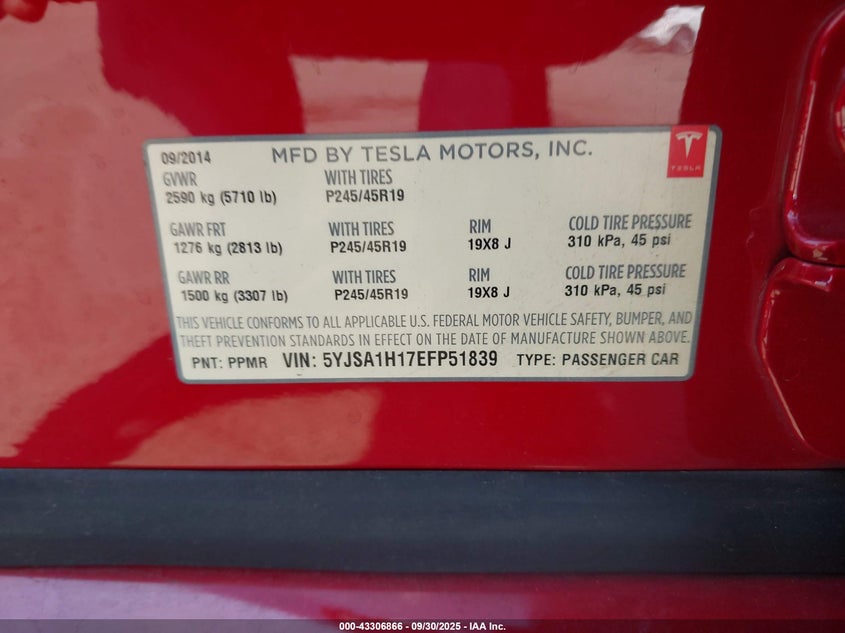 09/2014 MFD BY TESLA MOTORS, INC.
TESLA
GVWR WITH TIRES
2590 kg (5710 lb) P245/45R19
GAWR FRT WITH TIRES RIM COLD TIRE PRESSURE
1276 kg (2813 lb) P245/45R19 19X8 J 310 kPa, 45 psi
GAWR RR WITH TIRES RIM COLD TIRE PRESSURE
1500 kg (3307 lb) P245/45R19 19X8 J 310 kPa, 45 psi
THIS VEHICLE CONFORMS TO ALL APPLICABLE U.S. FEDERAL MOTOR VEHICLE SAFETY, BUMPER, AND
THEFT PREVENTION STANDARDS IN EFFECT ON THE DATE OF MANUFACTURE SHOWN ABOVE.
PNT: PPMR VIN: 5YJSA1H17EFP51839 TYPE: PASSENGER CAR
000-43306866 - 09/30/2025 - IAA Inc.